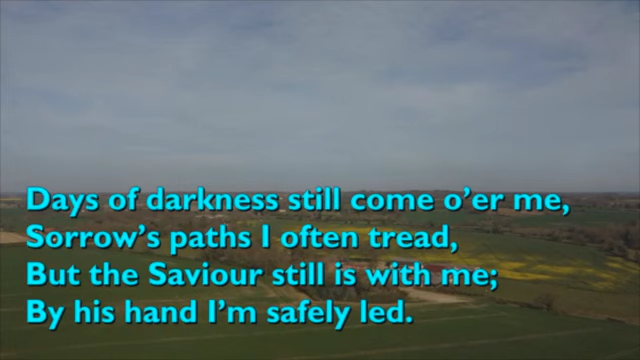 Days of darkness still come o'er me,
Sorrow's paths I often tread,
But the Saviour still is with me;
By his hand I'm safely led.